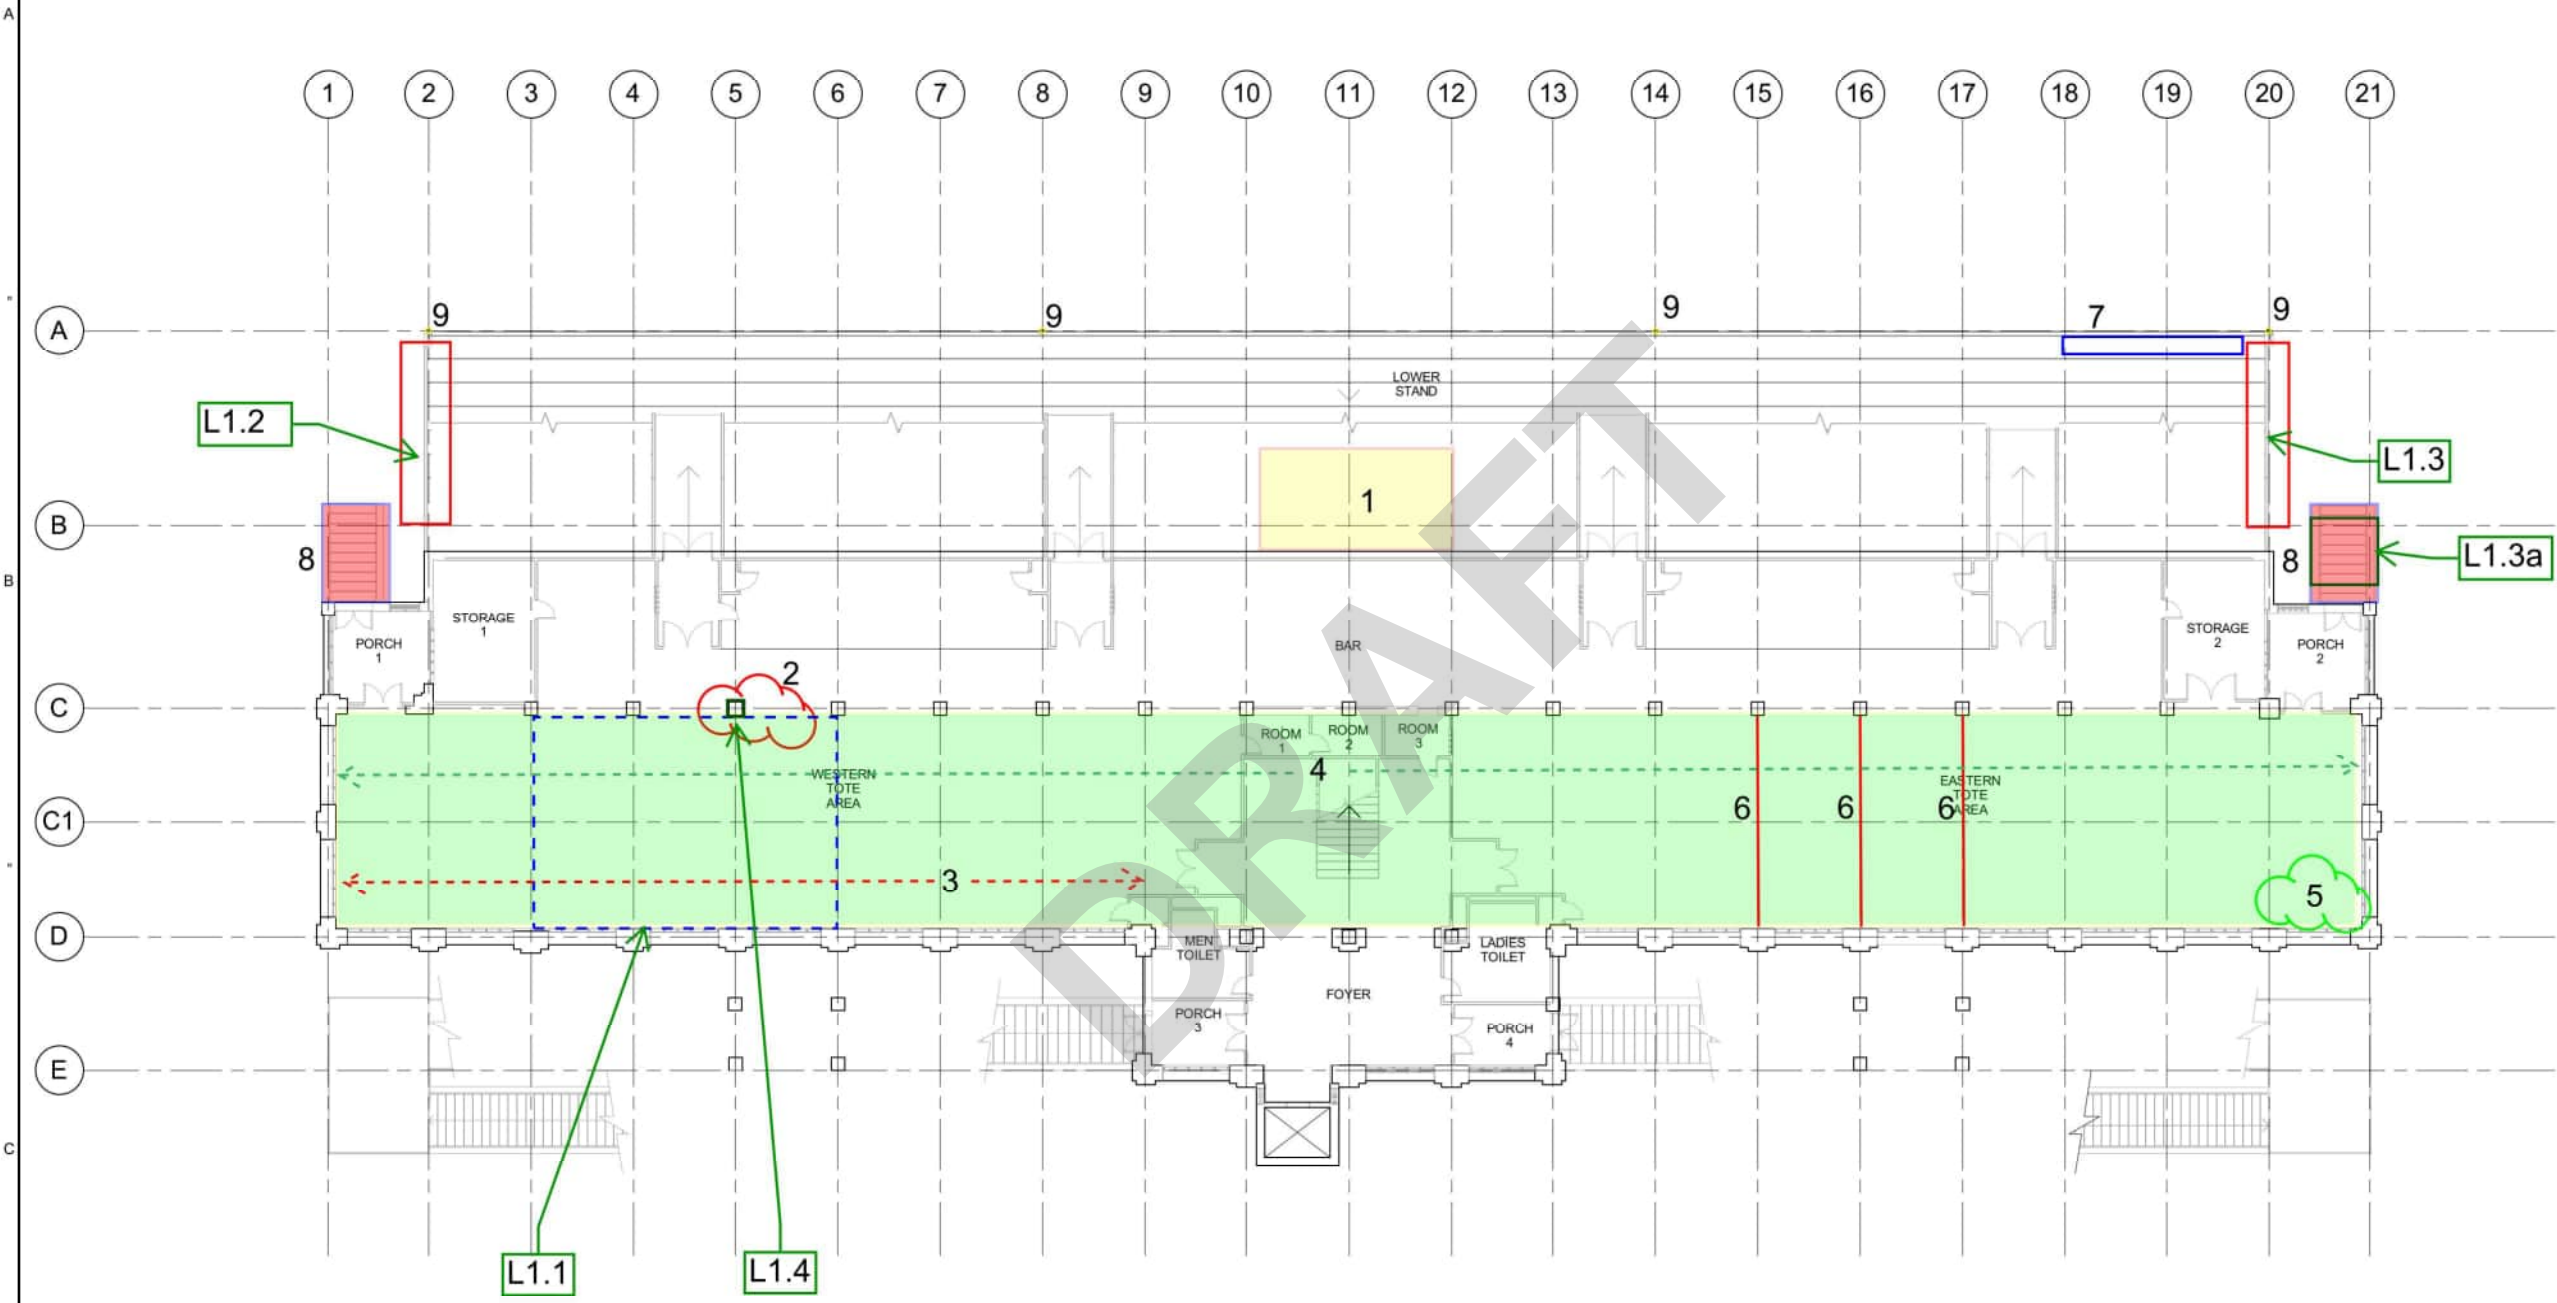 A
1 2 3 4 5 6 7 8 9 10 11 12 13 14 15 16 17 18 19 20 21
A
9 9 9 7 9
LOWER
STAND
L1.2
L1.3
1
B
8
8
L1.3a
B
STORAGE
1
PORCH
1
BAR
STORAGE
2
PORCH
2
2
C
ROOM
1
ROOM
2
ROOM
3
4
WESTERN
TOTE
AREA
EASTERN
TOTE
AREA
C1
6 6 6
3
5
D
MEN
TOILET
LADIES
TOILET
FOYER
PORCH
3
PORCH
4
E
C
L1.1
L1.4
DRAFT